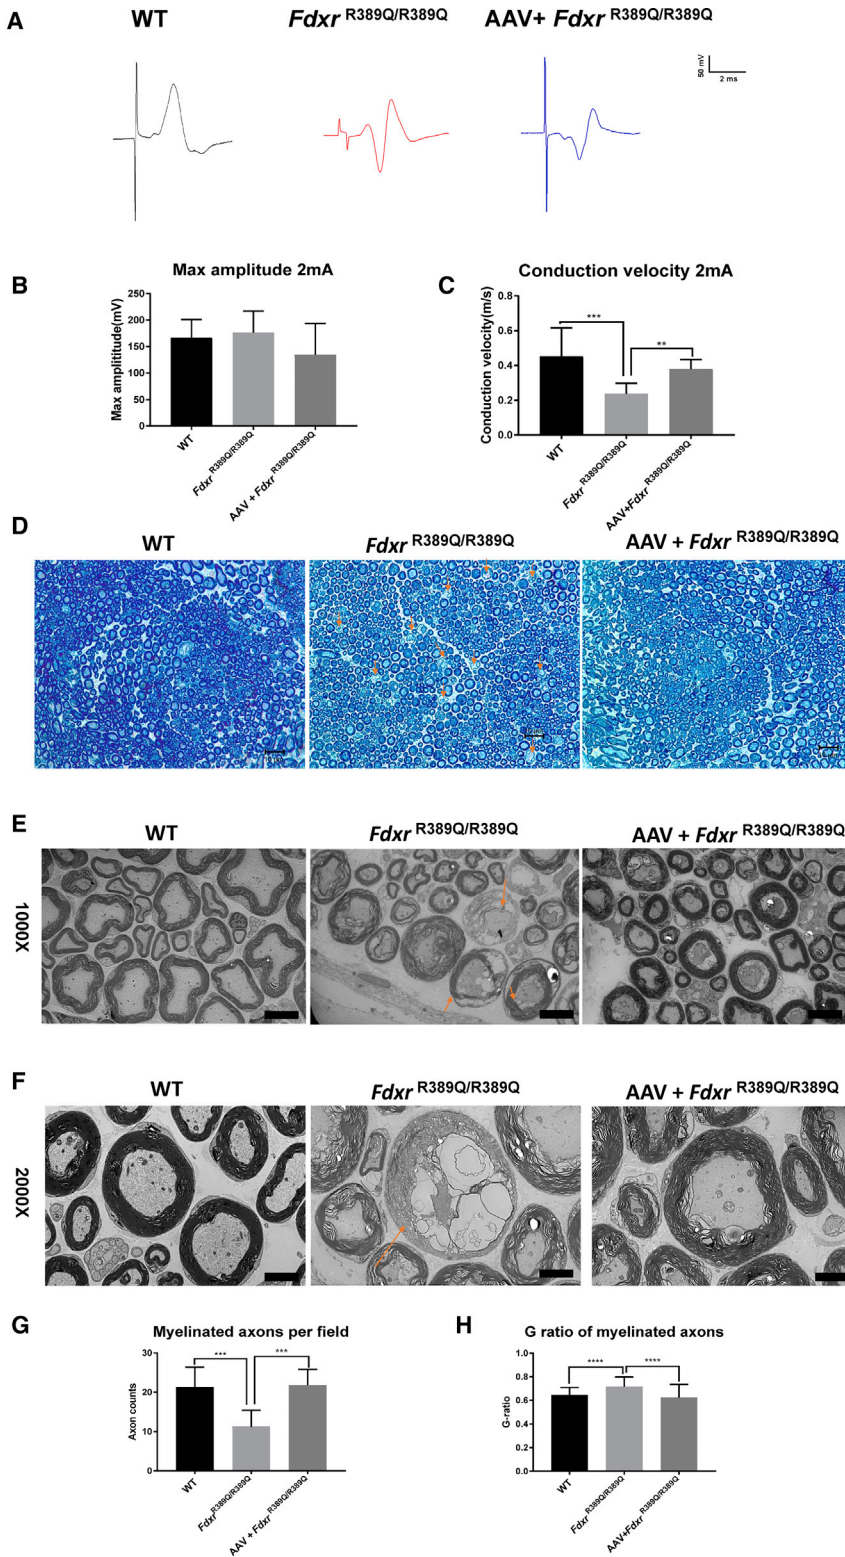 A
WT
Fdxr R389Q/R389Q
AAV+ Fdxr R389Q/R389Q
50 mV
2 ms
B
Max amplitude 2mA
Max amplititude(mV)
250
200
150
100
50
0
WT
Fdxr R389Q/R389Q
AAV + Fdxr R389Q/R389Q
C
Conduction velocity 2mA
Conduction velocity(m/s)
0.8
0.6
0.4
0.2
0.0
***
**
WT
Fdxr R389Q/R389Q
AAV+Fdxr R389Q/R389Q
D
WT
Fdxr R389Q/R389Q
AAV + Fdxr R389Q/R389Q
E
WT
Fdxr R389Q/R389Q
AAV + Fdxr R389Q/R389Q
1000X
F
WT
Fdxr R389Q/R389Q
AAV + Fdxr R389Q/R389Q
2000X
G
Myelinated axons per field
Axon counts
30
20
10
0
***
***
WT
Fdxr R389Q/R389Q
AAV + Fdxr R389Q/R389Q
H
G ratio of myelinated axons
G-ratio
1.0
0.8
0.6
0.4
0.2
0.0
****
****
WT
Fdxr R389Q/R389Q
AAV+Fdxr R389Q/R389Q